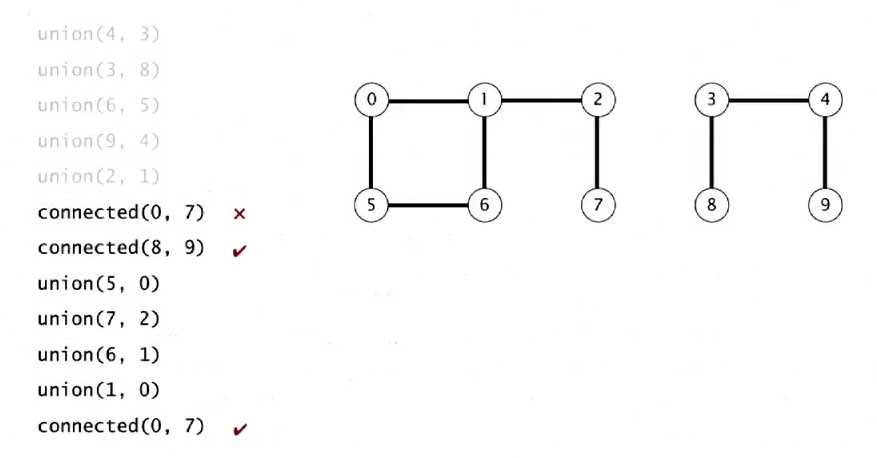 union(4, 3)
union(3, 8)
union(6, 5)
union(9, 4)
union(2, 1)
connected(0, 7) ×
connected(8, 9) ✔
union(5, 0)
union(7, 2)
union(6, 1)
union(1, 0)
connected(0, 7) ✔
0 1 2 3 4
5 6 7 8 9